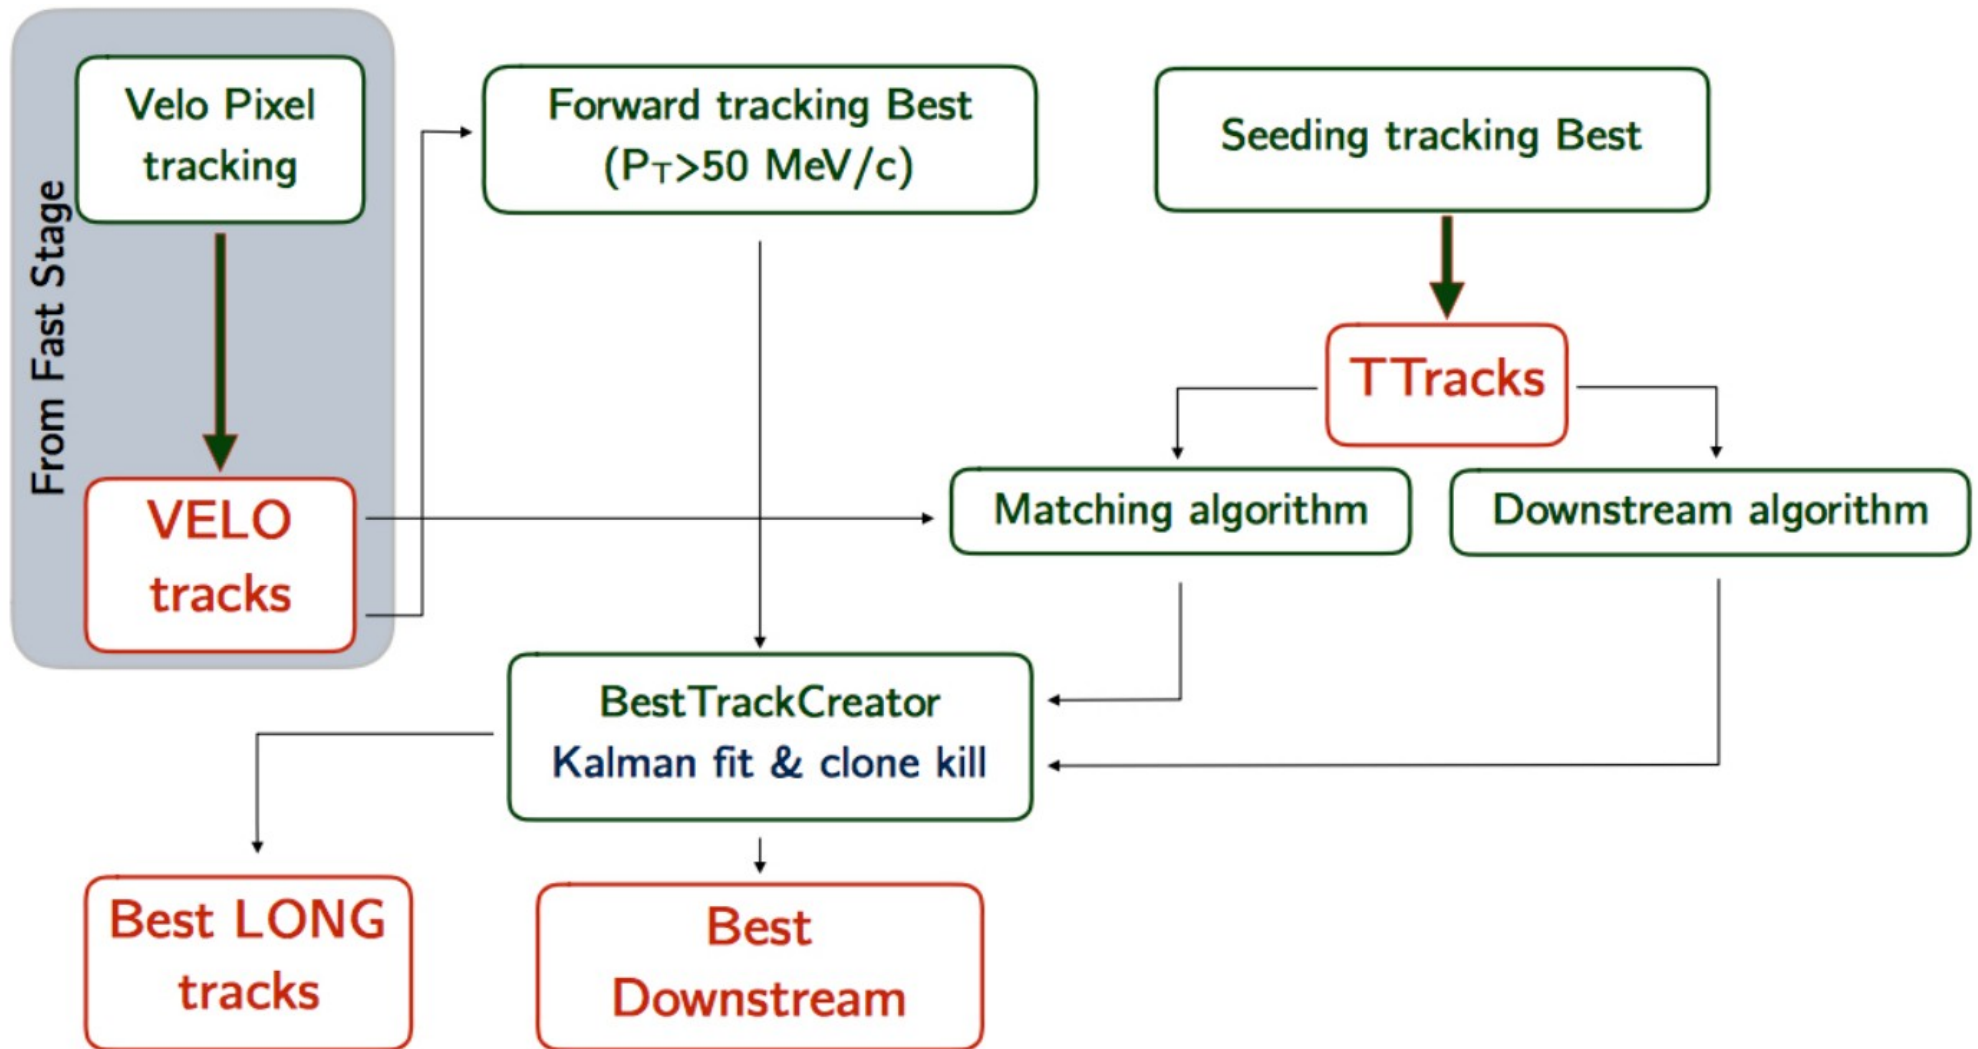 From Fast Stage
Velo Pixel
tracking
VELO
tracks
Forward tracking Best
(PT>50 MeV/c)
Seeding tracking Best
TTracks
Matching algorithm
Downstream algorithm
BestTrackCreator
Kalman fit & clone kill
Best LONG
tracks
Best
Downstream